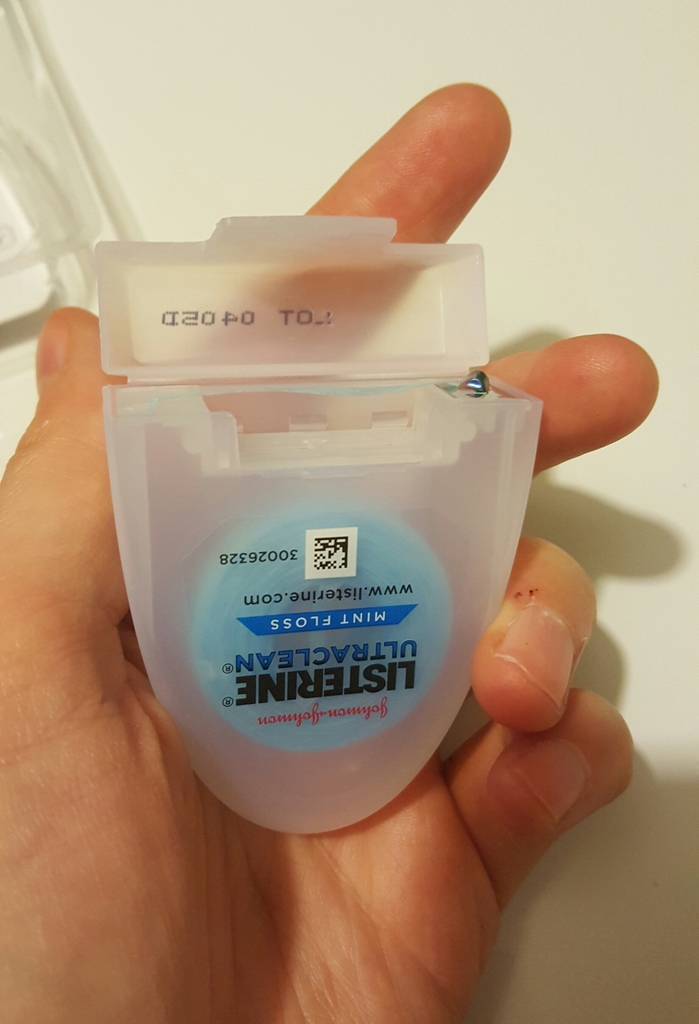 LOT 0405D
Johnson & Johnson
LISTERINE®
ULTRACLEAN®
MINT FLOSS
www.listerine.com
30026328